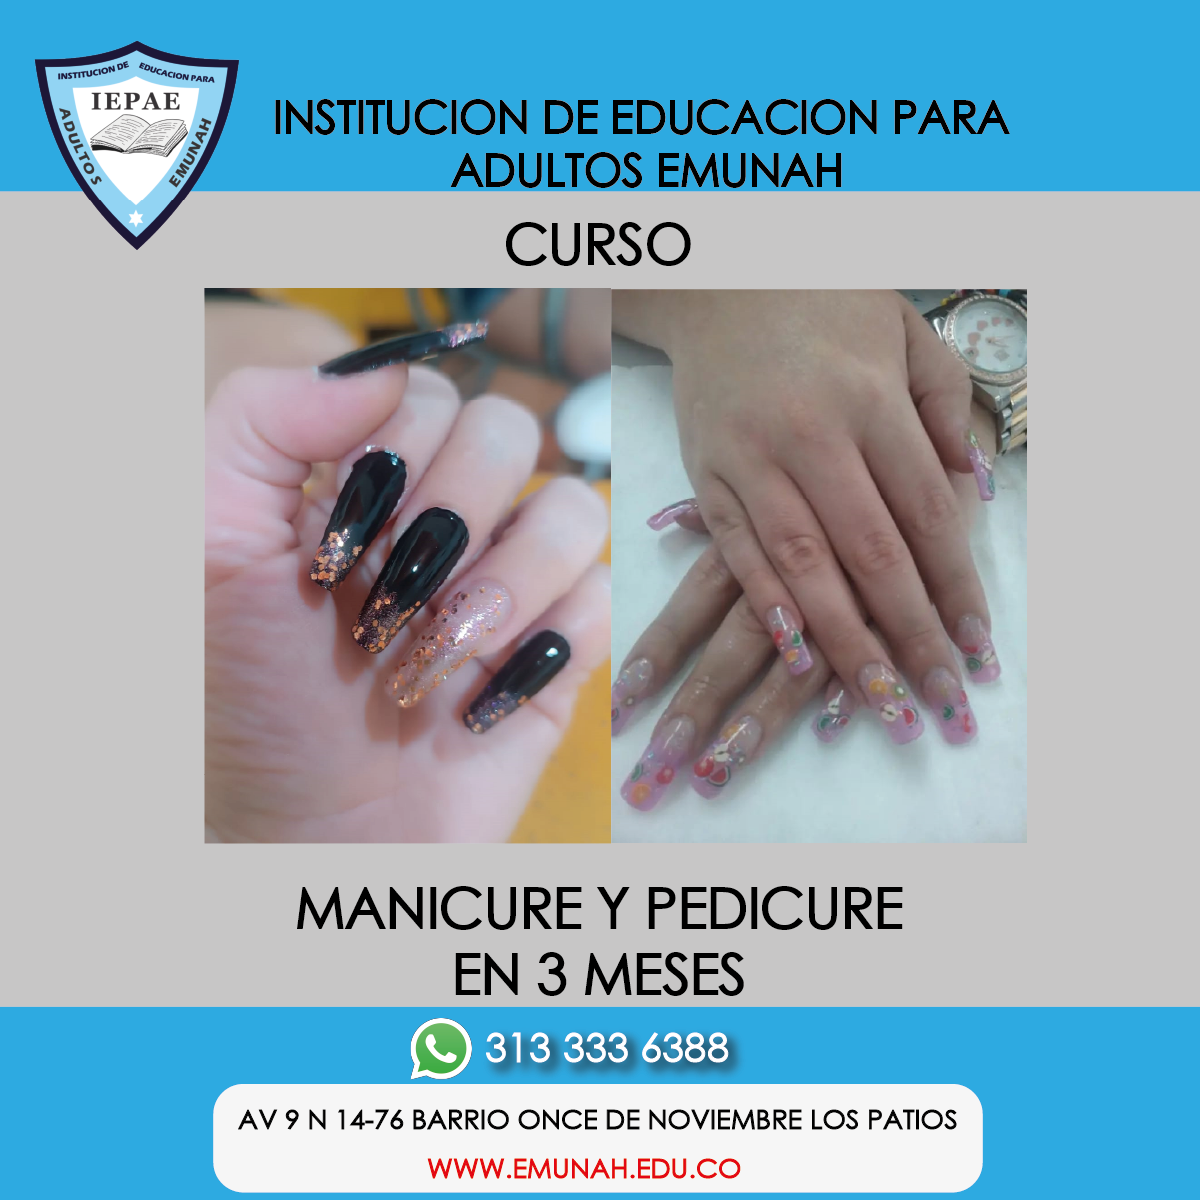 INSTITUCION DE EDUCACION PARA
IEPAE
ADULTOS
EMUNAH
INSTITUCION DE EDUCACION PARA
ADULTOS EMUNAH
CURSO
MANICURE Y PEDICURE
EN 3 MESES
313 333 6388
AV 9 N 14-76 BARRIO ONCE DE NOVIEMBRE LOS PATIOS
WWW.EMUNAH.EDU.CO